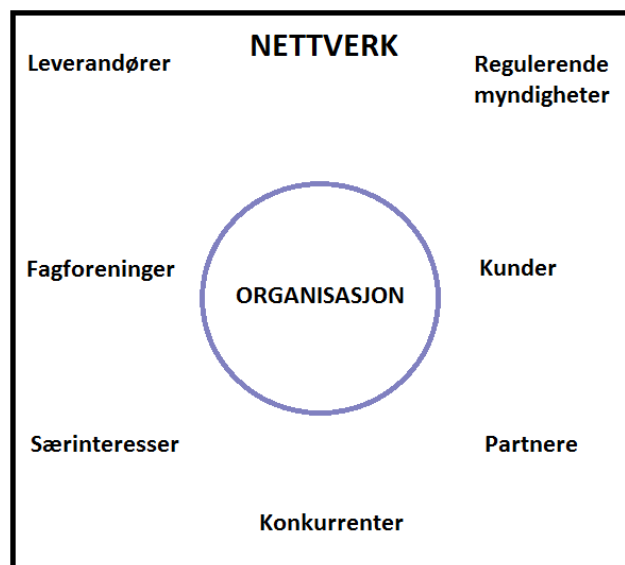 NETTVERK
Leverandører
Regulerende
myndigheter
Fagforeninger
ORGANISASJON
Kunder
Særinteresser
Partnere
Konkurrenter